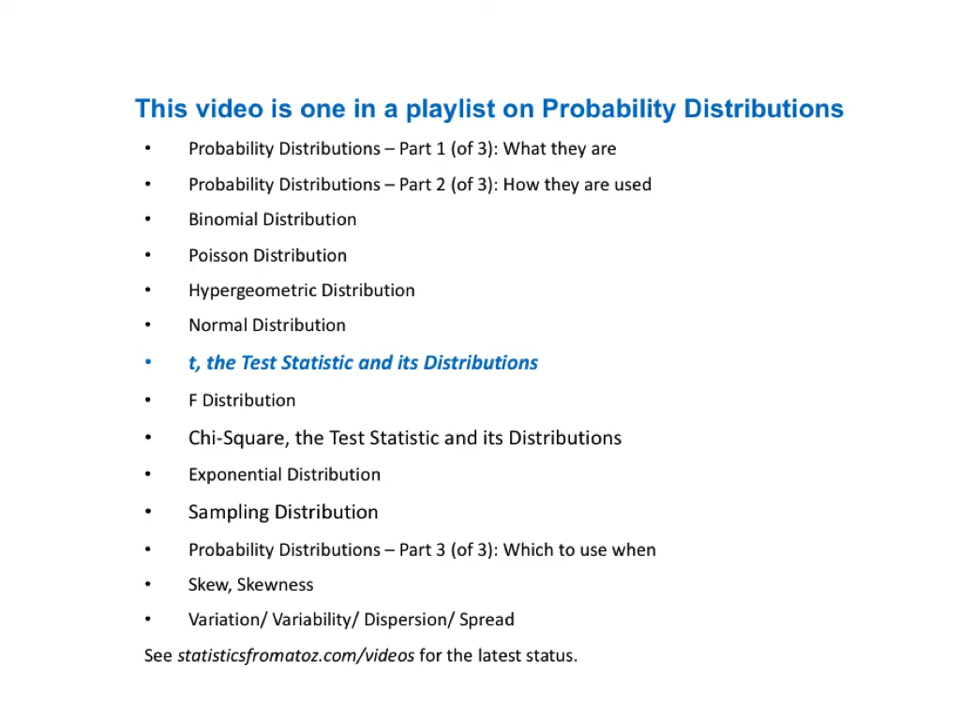 This video is one in a playlist on Probability Distributions
• Probability Distributions – Part 1 (of 3): What they are
• Probability Distributions – Part 2 (of 3): How they are used
• Binomial Distribution
• Poisson Distribution
• Hypergeometric Distribution
• Normal Distribution
• t, the Test Statistic and its Distributions
• F Distribution
• Chi-Square, the Test Statistic and its Distributions
• Exponential Distribution
• Sampling Distribution
• Probability Distributions – Part 3 (of 3): Which to use when
• Skew, Skewness
• Variation/ Variability/ Dispersion/ Spread
See statisticsfromatoz.com/videos for the latest status.